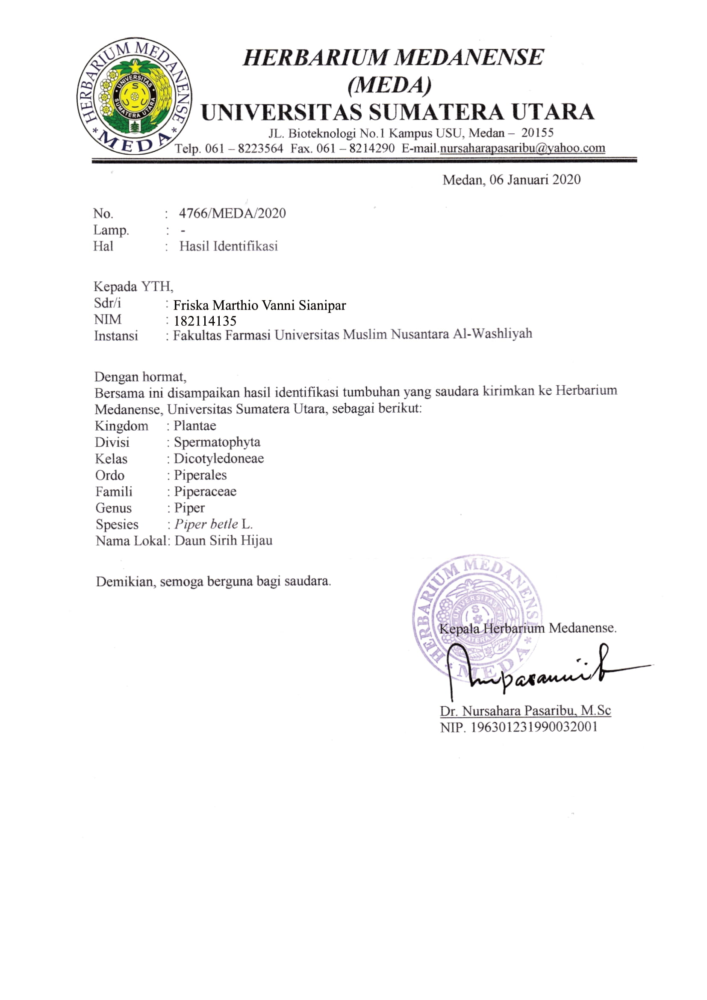 HERBARIUM MEDANENSE
* MEDA *
UNIVERSITAS
SUMATERA UTARA
S
U
HERBARIUM MEDANENSE
(MEDA)
UNIVERSITAS SUMATERA UTARA
JL. Bioteknologi No.1 Kampus USU, Medan – 20155
Telp. 061 – 8223564 Fax. 061 – 8214290 E-mail.nursaharapasaribu@yahoo.com
Medan, 06 Januari 2020
No. : 4766/MEDA/2020
Lamp. : -
Hal : Hasil Identifikasi
Kepada YTH,
Sdr/i : Friska Marthio Vanni Sianipar
NIM : 182114135
Instansi : Fakultas Farmasi Universitas Muslim Nusantara Al-Washliyah
Dengan hormat,
Bersama ini disampaikan hasil identifikasi tumbuhan yang saudara kirimkan ke Herbarium
Medanense, Universitas Sumatera Utara, sebagai berikut:
Kingdom : Plantae
Divisi : Spermatophyta
Kelas : Dicotyledoneae
Ordo : Piperales
Famili : Piperaceae
Genus : Piper
Spesies : Piper betle L.
Nama Lokal: Daun Sirih Hijau
Demikian, semoga berguna bagi saudara.
HERBARIUM MEDANENSE
* MEDA *
UNIVERSITAS
SUMATERA UTARA
Kepala Herbarium Medanense.
Dr. Nursahara Pasaribu, M.Sc
NIP. 196301231990032001